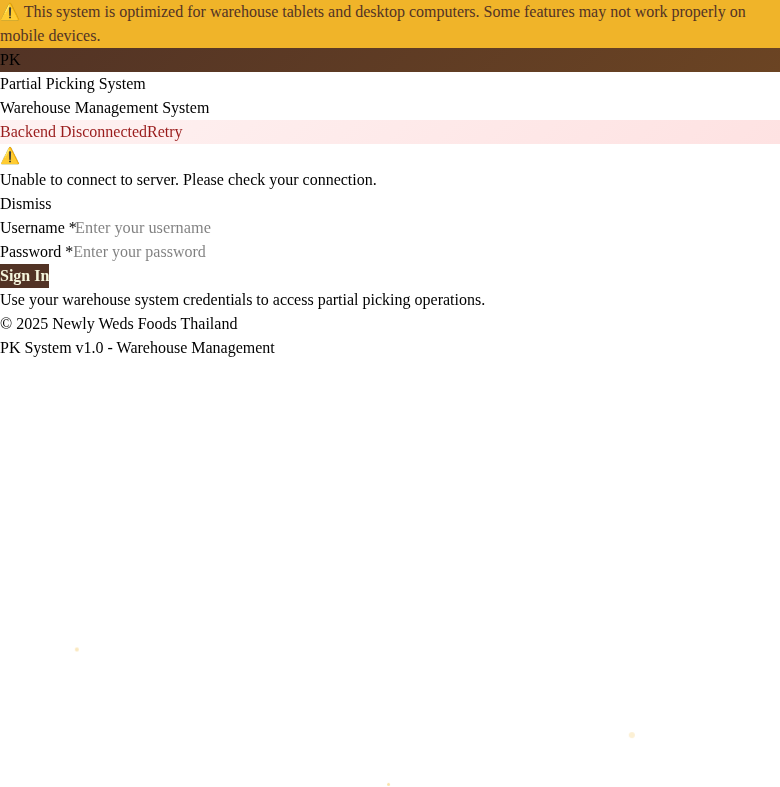 ⚠️ This system is optimized for warehouse tablets and desktop computers. Some features may not work properly on
mobile devices.
PK
Partial Picking System
Warehouse Management System
Backend DisconnectedRetry
⚠️
Unable to connect to server. Please check your connection.
Dismiss
Username *Enter your username
Password *Enter your password
Sign In
Use your warehouse system credentials to access partial picking operations.
© 2025 Newly Weds Foods Thailand
PK System v1.0 - Warehouse Management